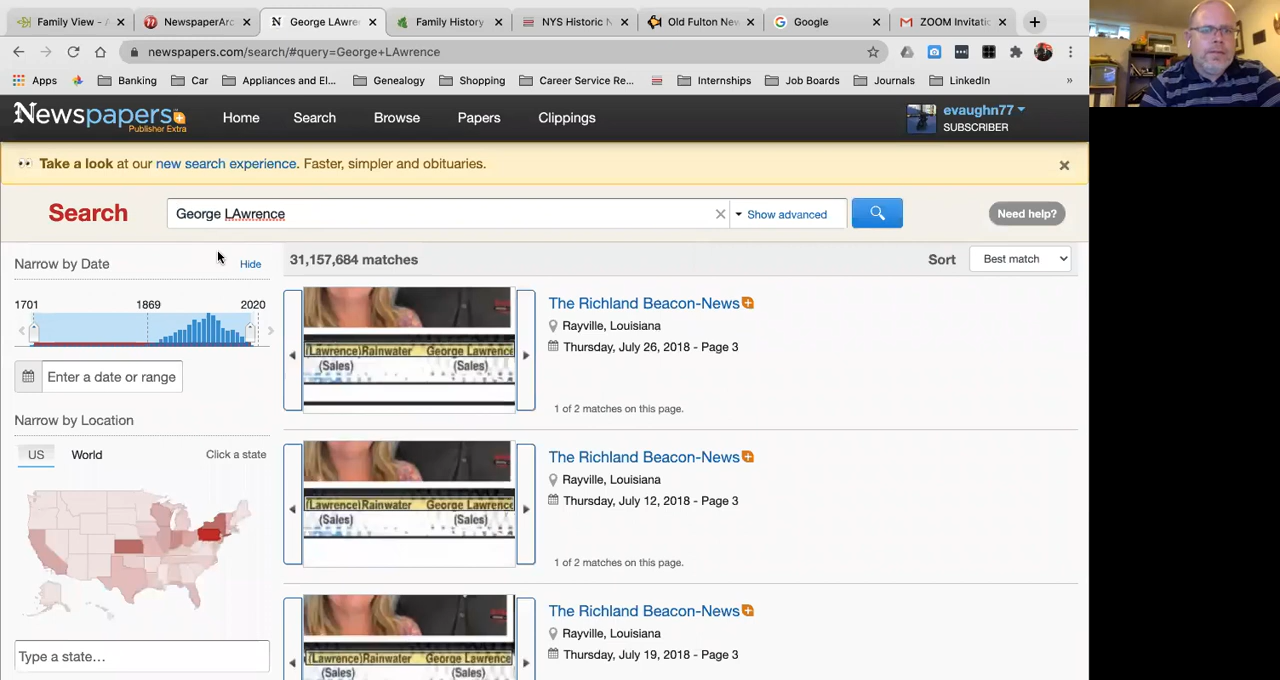 Family View - A
NewspaperArc
George LAwren
Family History
NYS Historic N
Old Fulton New
Google
ZOOM Invitatic
newspapers.com/search/#query=George+LAwrence
Apps
Banking
Car
Appliances and El...
Genealogy
Shopping
Career Service Re...
Internships
Job Boards
Journals
LinkedIn
»
Newspapers
Publisher Extra
Home
Search
Browse
Papers
Clippings
evaughn77
SUBSCRIBER
Take a look at our new search experience. Faster, simpler and obituaries.
Search
George LAwrence
Show advanced
Need help?
Narrow by Date
Hide
31,157,684 matches
Sort
Best match
1701
1869
2020
Enter a date or range
The Richland Beacon-News
Rayville, Louisiana
Thursday, July 26, 2018 - Page 3
(Lawrence)Rainwater George Lawrence
(Sales) (Sales)
1 of 2 matches on this page.
Narrow by Location
US
World
Click a state
The Richland Beacon-News
Rayville, Louisiana
Thursday, July 12, 2018 - Page 3
(Lawrence)Rainwater George Lawrence
(Sales) (Sales)
1 of 2 matches on this page.
Type a state...
The Richland Beacon-News
Rayville, Louisiana
Thursday, July 19, 2018 - Page 3
(Lawrence)Rainwater George Lawrence
(Sales) (Sales)